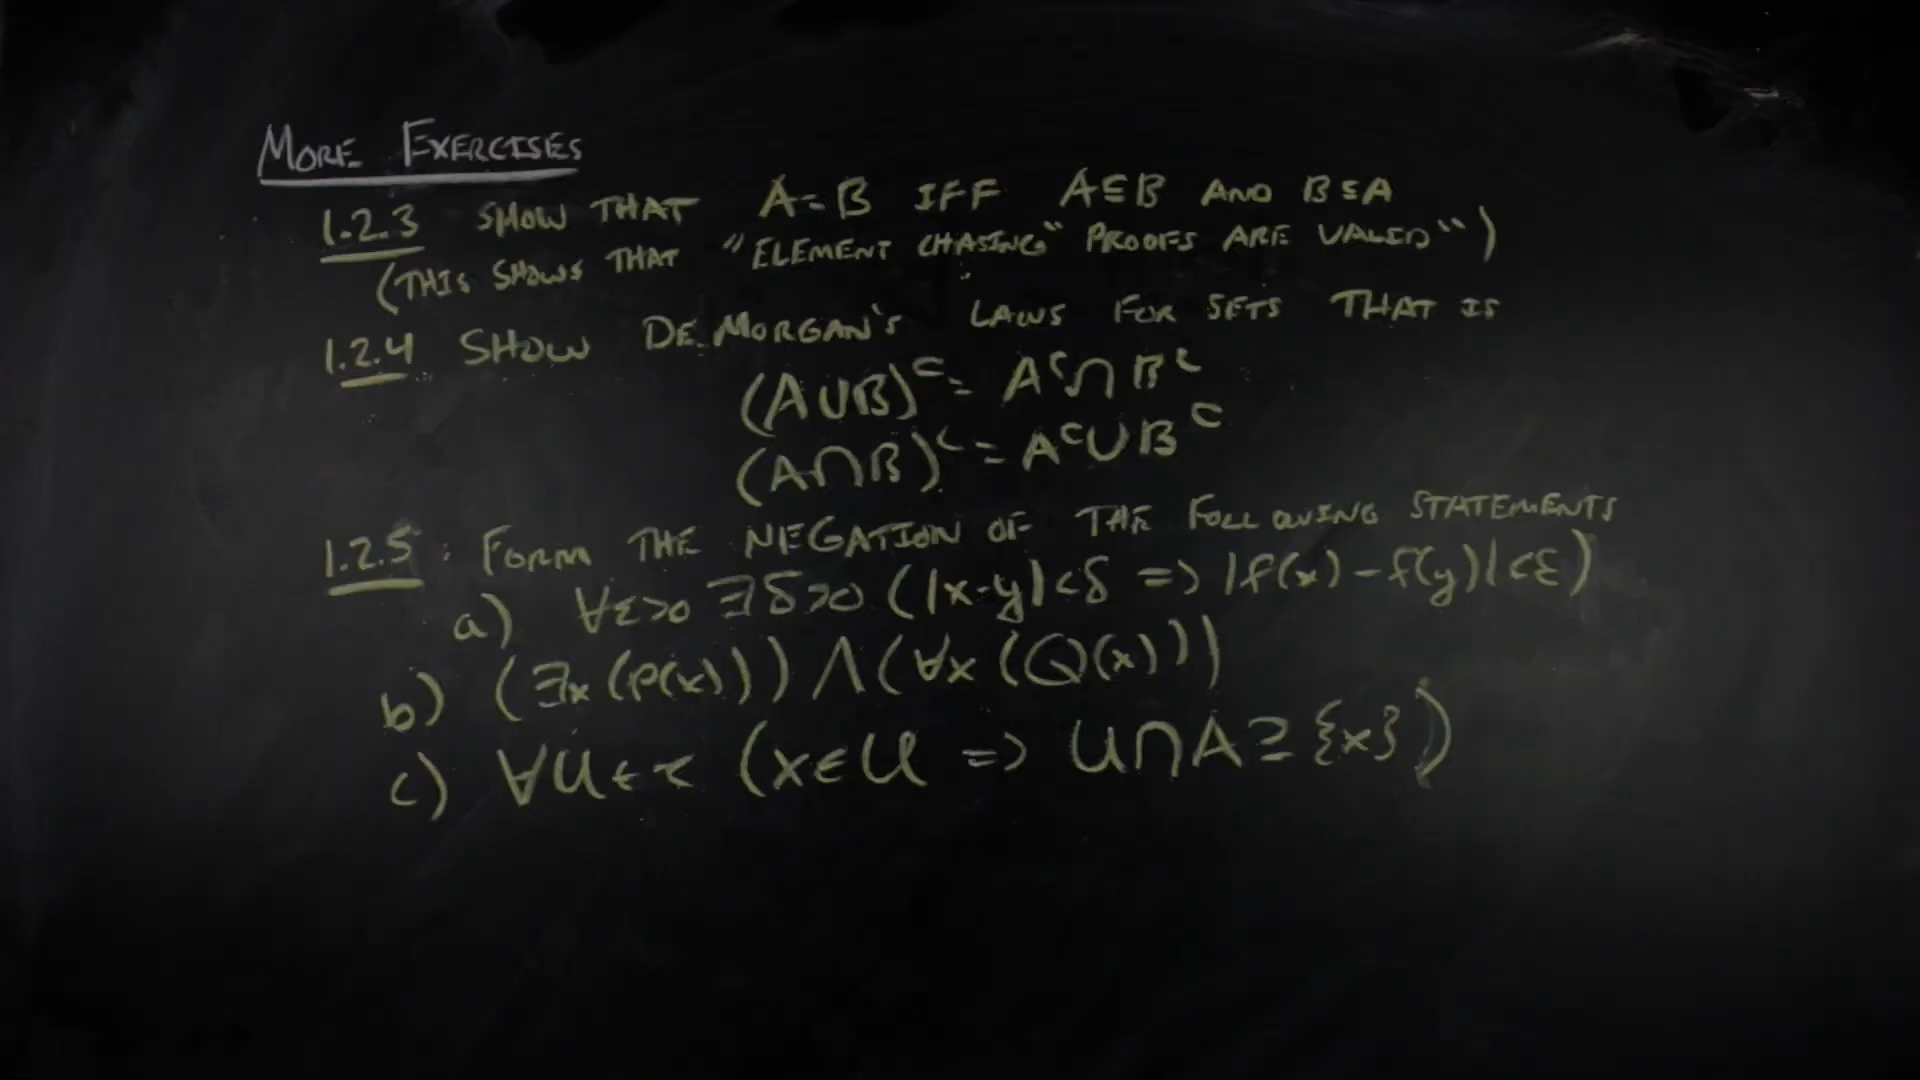 MORE EXERCISES
1.2.3 SHOW THAT A=B IFF A⊆B AND B⊆A
(THIS SHOWS THAT "ELEMENT CHASING" PROOFS ARE VALID")
1.2.4 SHOW DE MORGAN'S LAWS FOR SETS THAT IS
(A∪B)ᶜ = Aᶜ∩Bᶜ
(A∩B)ᶜ = Aᶜ∪Bᶜ
1.2.5: FORM THE NEGATION OF THE FOLLOWING STATEMENTS
a) ∀ε>0 ∃δ>0 (|x-y|<δ => |f(x)-f(y)|<ε)
b) (∃x (P(x))) ∧ (∀x (Q(x)))
c) ∀U∈τ (x∈U => U∩A⊇{x})